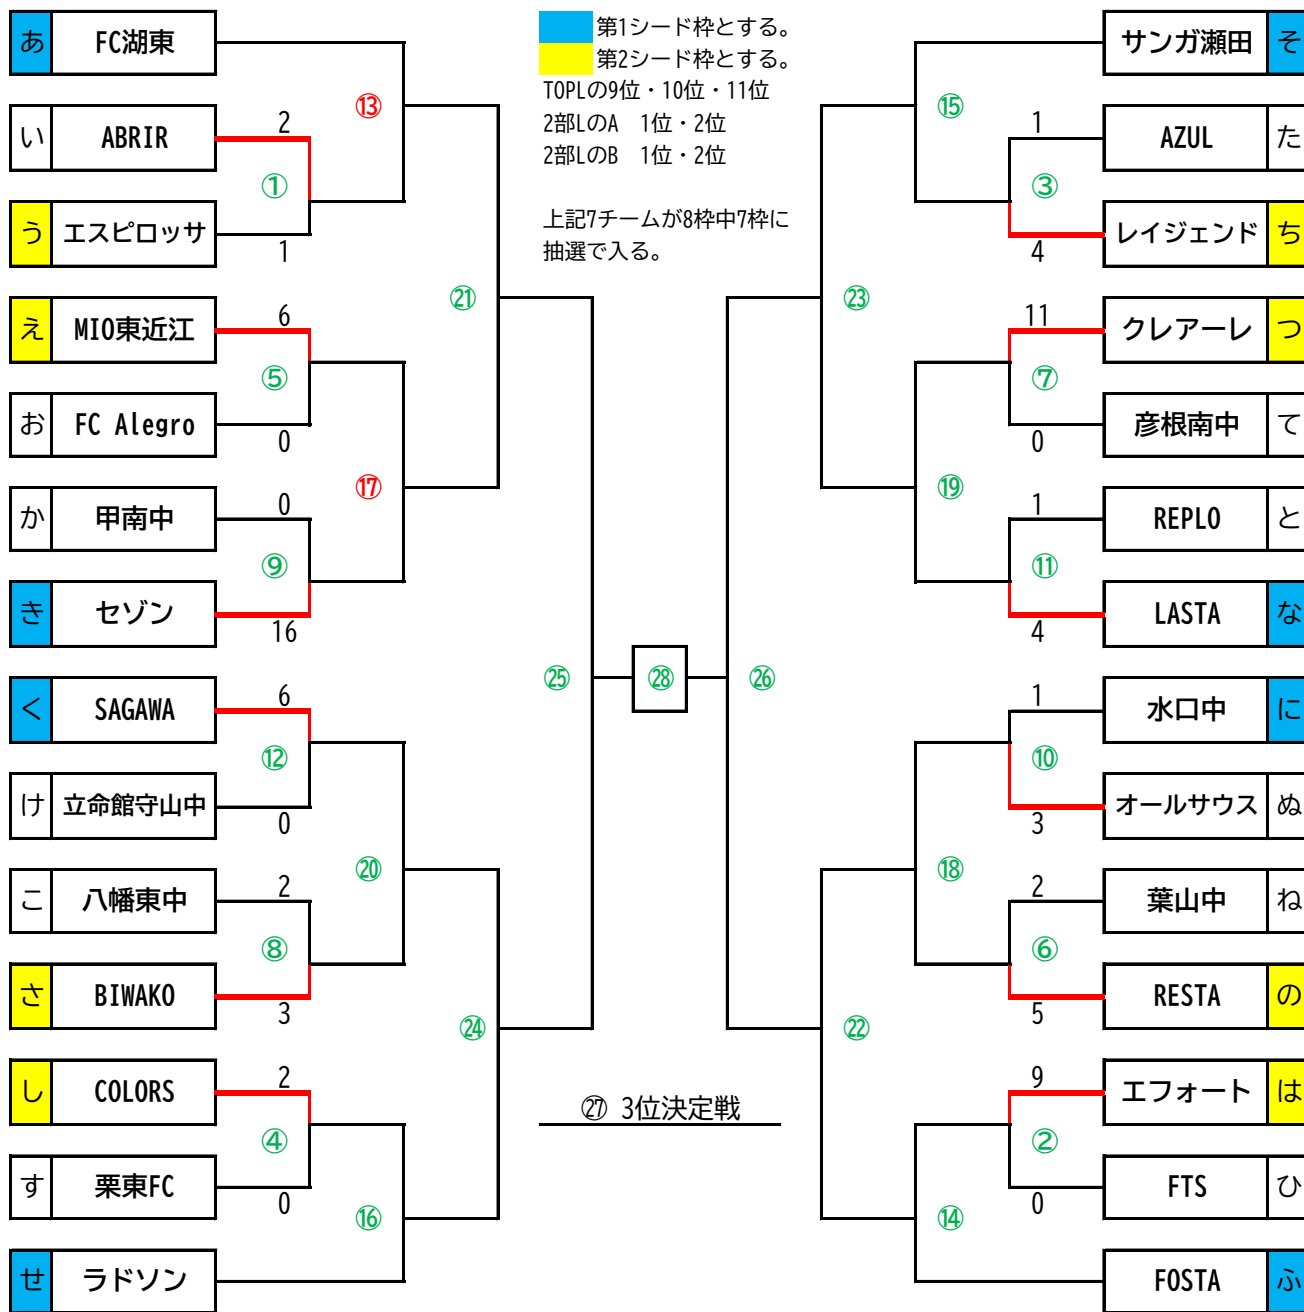 あ FC湖東
い ABRIR 2
①
う エスピロッサ 1
⑬
え MIO東近江 6
⑤
お FC Alegro 0
か 甲南中 0
⑨
き セゾン 16
⑰
㉑
く SAGAWA 6
⑫
け 立命館守山中 0
こ 八幡東中 2
⑧
さ BIWAKO 3
⑳
し COLORS 2
④
す 栗東FC 0
⑯
せ ラドソン
㉔
㉕
第1シード枠とする。
第2シード枠とする。
TOPLの9位・10位・11位
2部LのA 1位・2位
2部LのB 1位・2位
上記7チームが8枠中7枠に
抽選で入る。
㉘
㉗ 3位決定戦
サンガ瀬田 そ
⑮
1 AZUL た
③
4 レイジェンド ち
㉓
11 クレアーレ つ
⑦
0 彦根南中 て
⑲
1 REPLO と
⑪
4 LASTA な
㉖
1 水口中 に
⑩
3 オールサウス ぬ
⑱
2 葉山中 ね
⑥
5 RESTA の
㉒
9 エフォート は
②
0 FTS ひ
⑭
FOSTA ふ